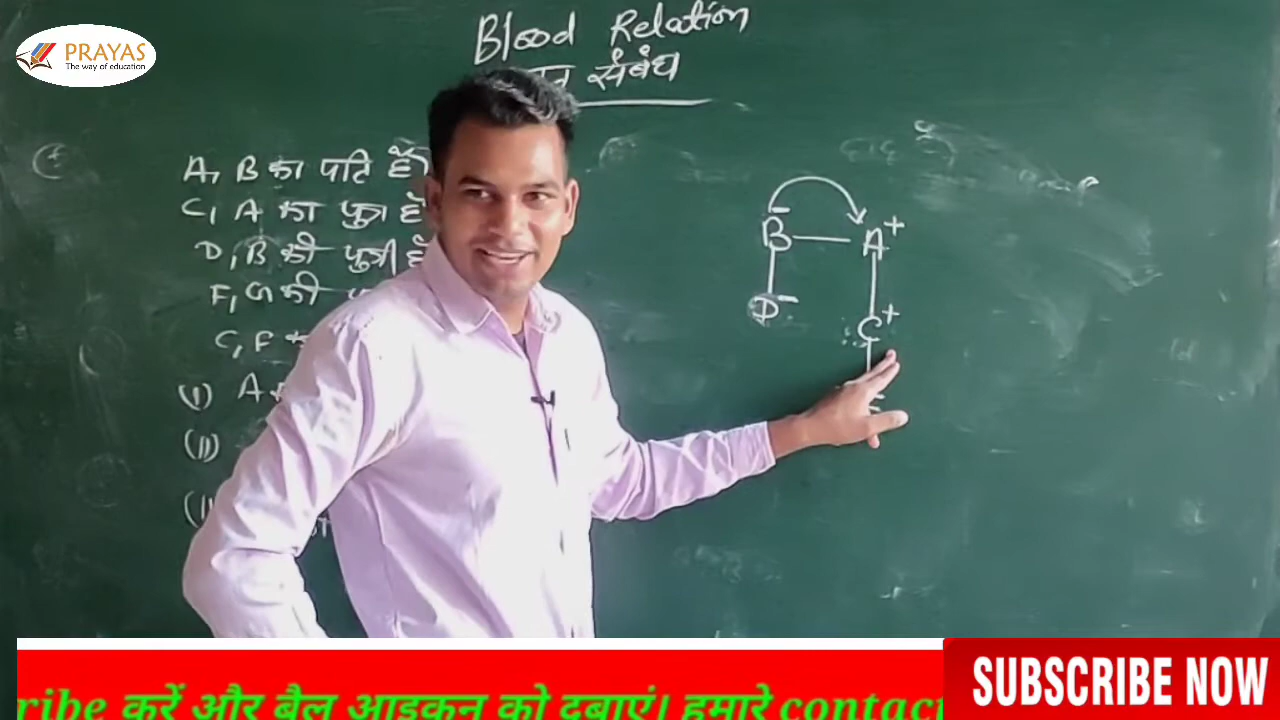 PRAYAS
The way of education
Blood Relation
संबंध
A, B का पति है
C, A का पुत्र है
D, B की पुत्री है
F, G की
C, F
(I) A
(II)
B A+
D C+
ribe करें और बैल आइकन को दबाएं। हमारे contac
SUBSCRIBE NOW